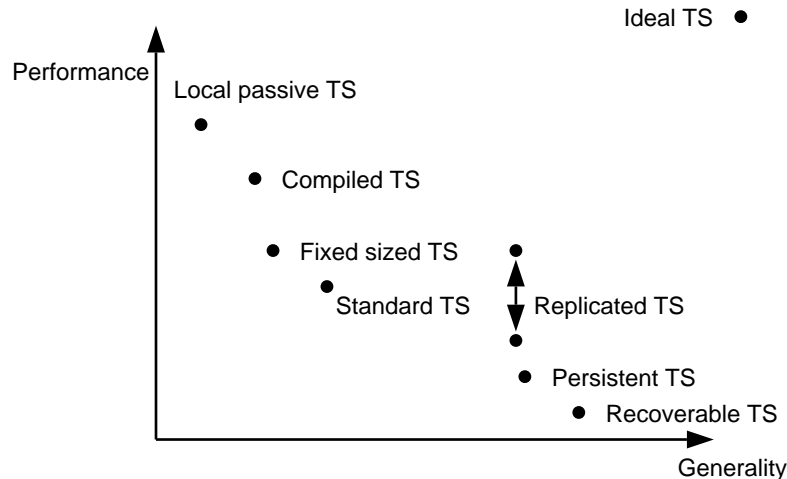 Ideal TS
Performance
Local passive TS
Compiled TS
Fixed sized TS
Standard TS
Replicated TS
Persistent TS
Recoverable TS
Generality